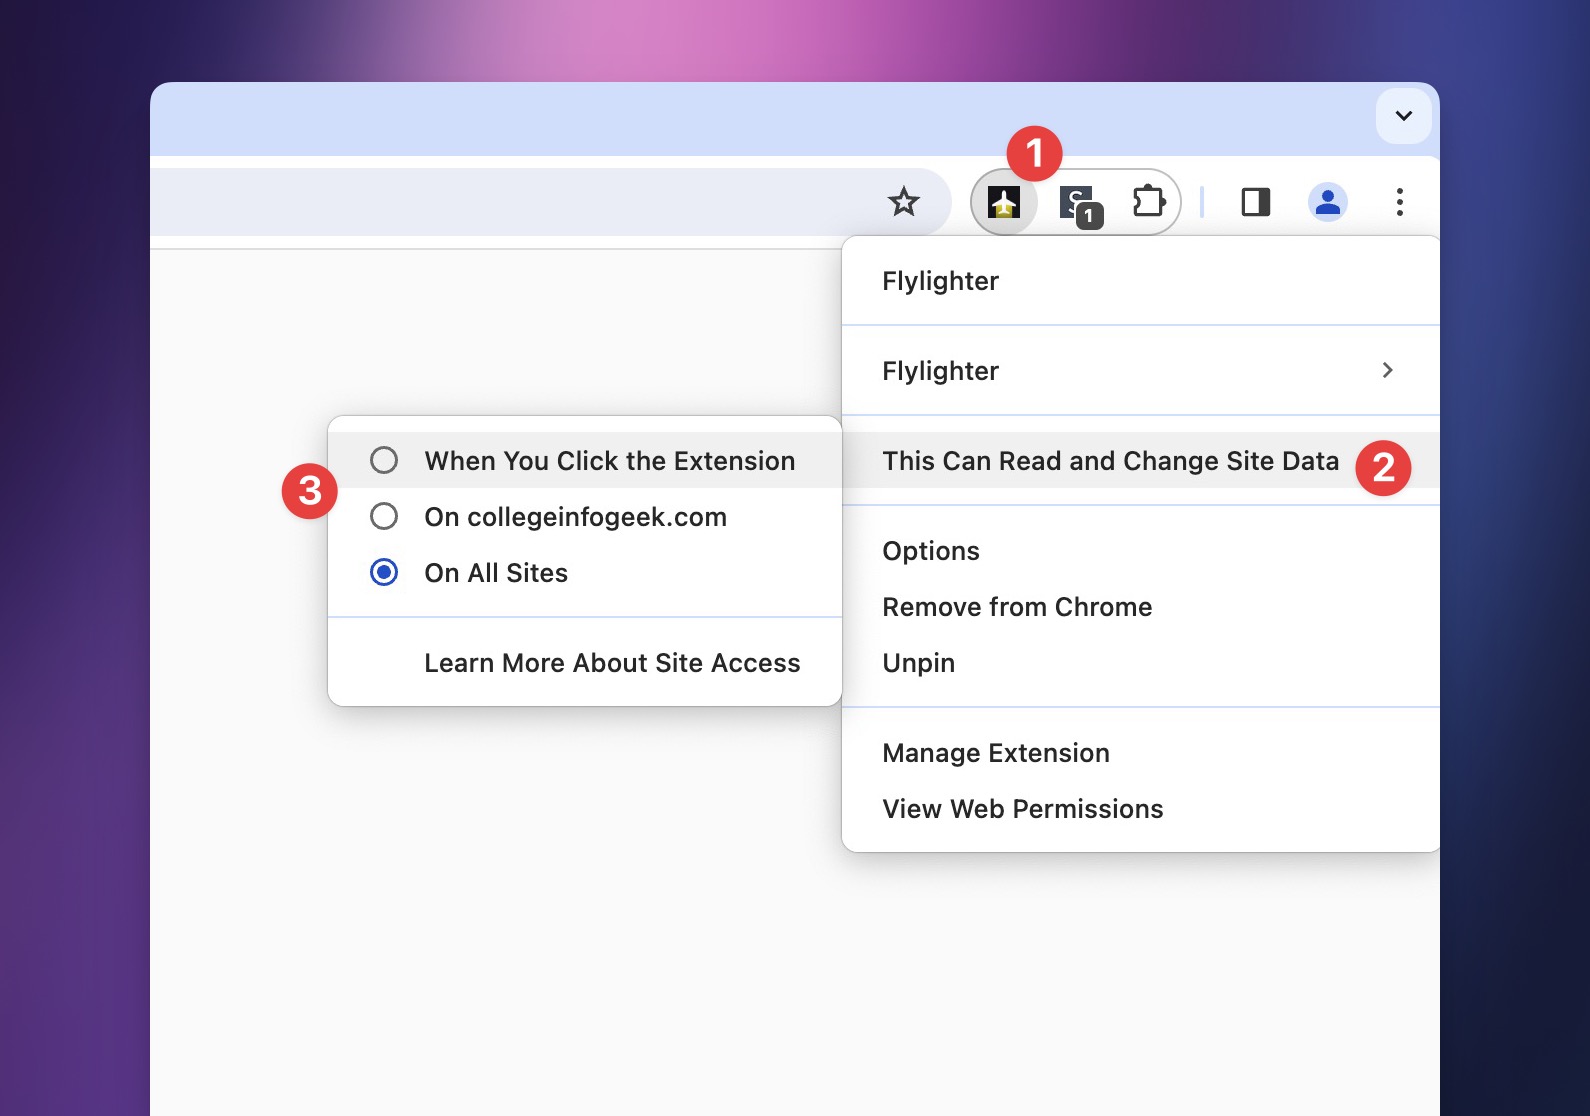 1
S
1
Flylighter
Flylighter
This Can Read and Change Site Data
2
3
When You Click the Extension
On collegeinfogeek.com
On All Sites
Learn More About Site Access
Options
Remove from Chrome
Unpin
Manage Extension
View Web Permissions